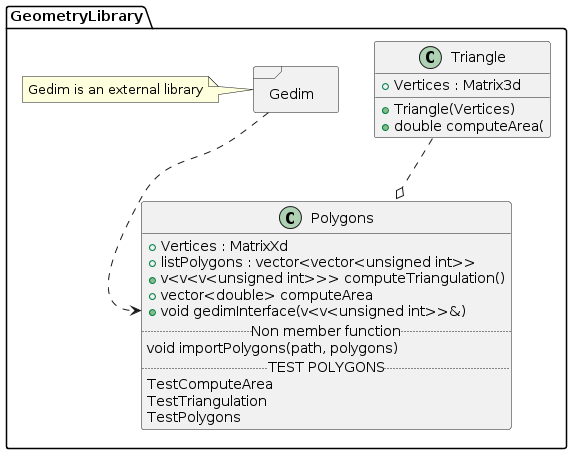 GeometryLibrary
C Triangle
Vertices : Matrix3d
Triangle(Vertices)
double computeArea(
Gedim is an external library
Gedim
C Polygons
Vertices : MatrixXd
listPolygons : vector<vector<unsigned int>>
v<v<v<unsigned int>>> computeTriangulation()
vector<double> computeArea
void gedimInterface(v<v<unsigned int>>&)
Non member function
void importPolygons(path, polygons)
TEST POLYGONS
TestComputeArea
TestTriangulation
TestPolygons